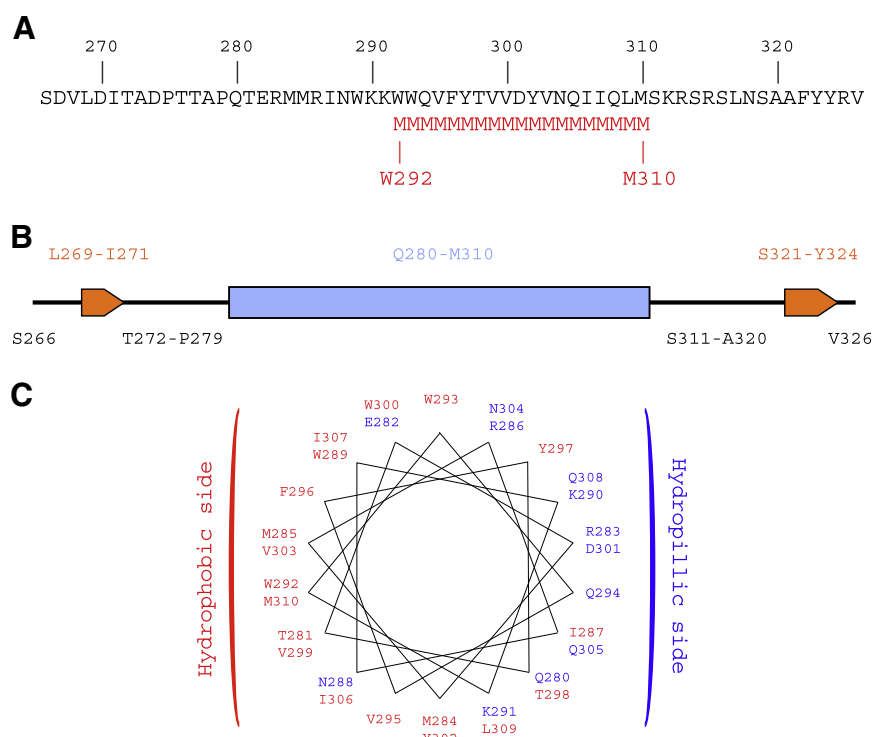 A
270 280 290 300 310 320
SDVLDITADPTTAPQTERMMRINWKKWWQVFYTVVDYVNQIIQLMSKRSRSLNSAAFYYRV
MMMMMMMMMMMMMMMMMMM
W292 M310
B
L269-I271 Q280-M310 S321-Y324
S266 T272-P279 S311-A320 V326
C
Hydrophobic side
W293
W300
E282
N304
R286
I307
W289
Y297
F296
Q308
K290
M285
V303
R283
D301
W292
M310
Q294
T281
V299
I287
Q305
N288
I306
Q280
T298
V295
M284
K291
L309
Hydropillic side